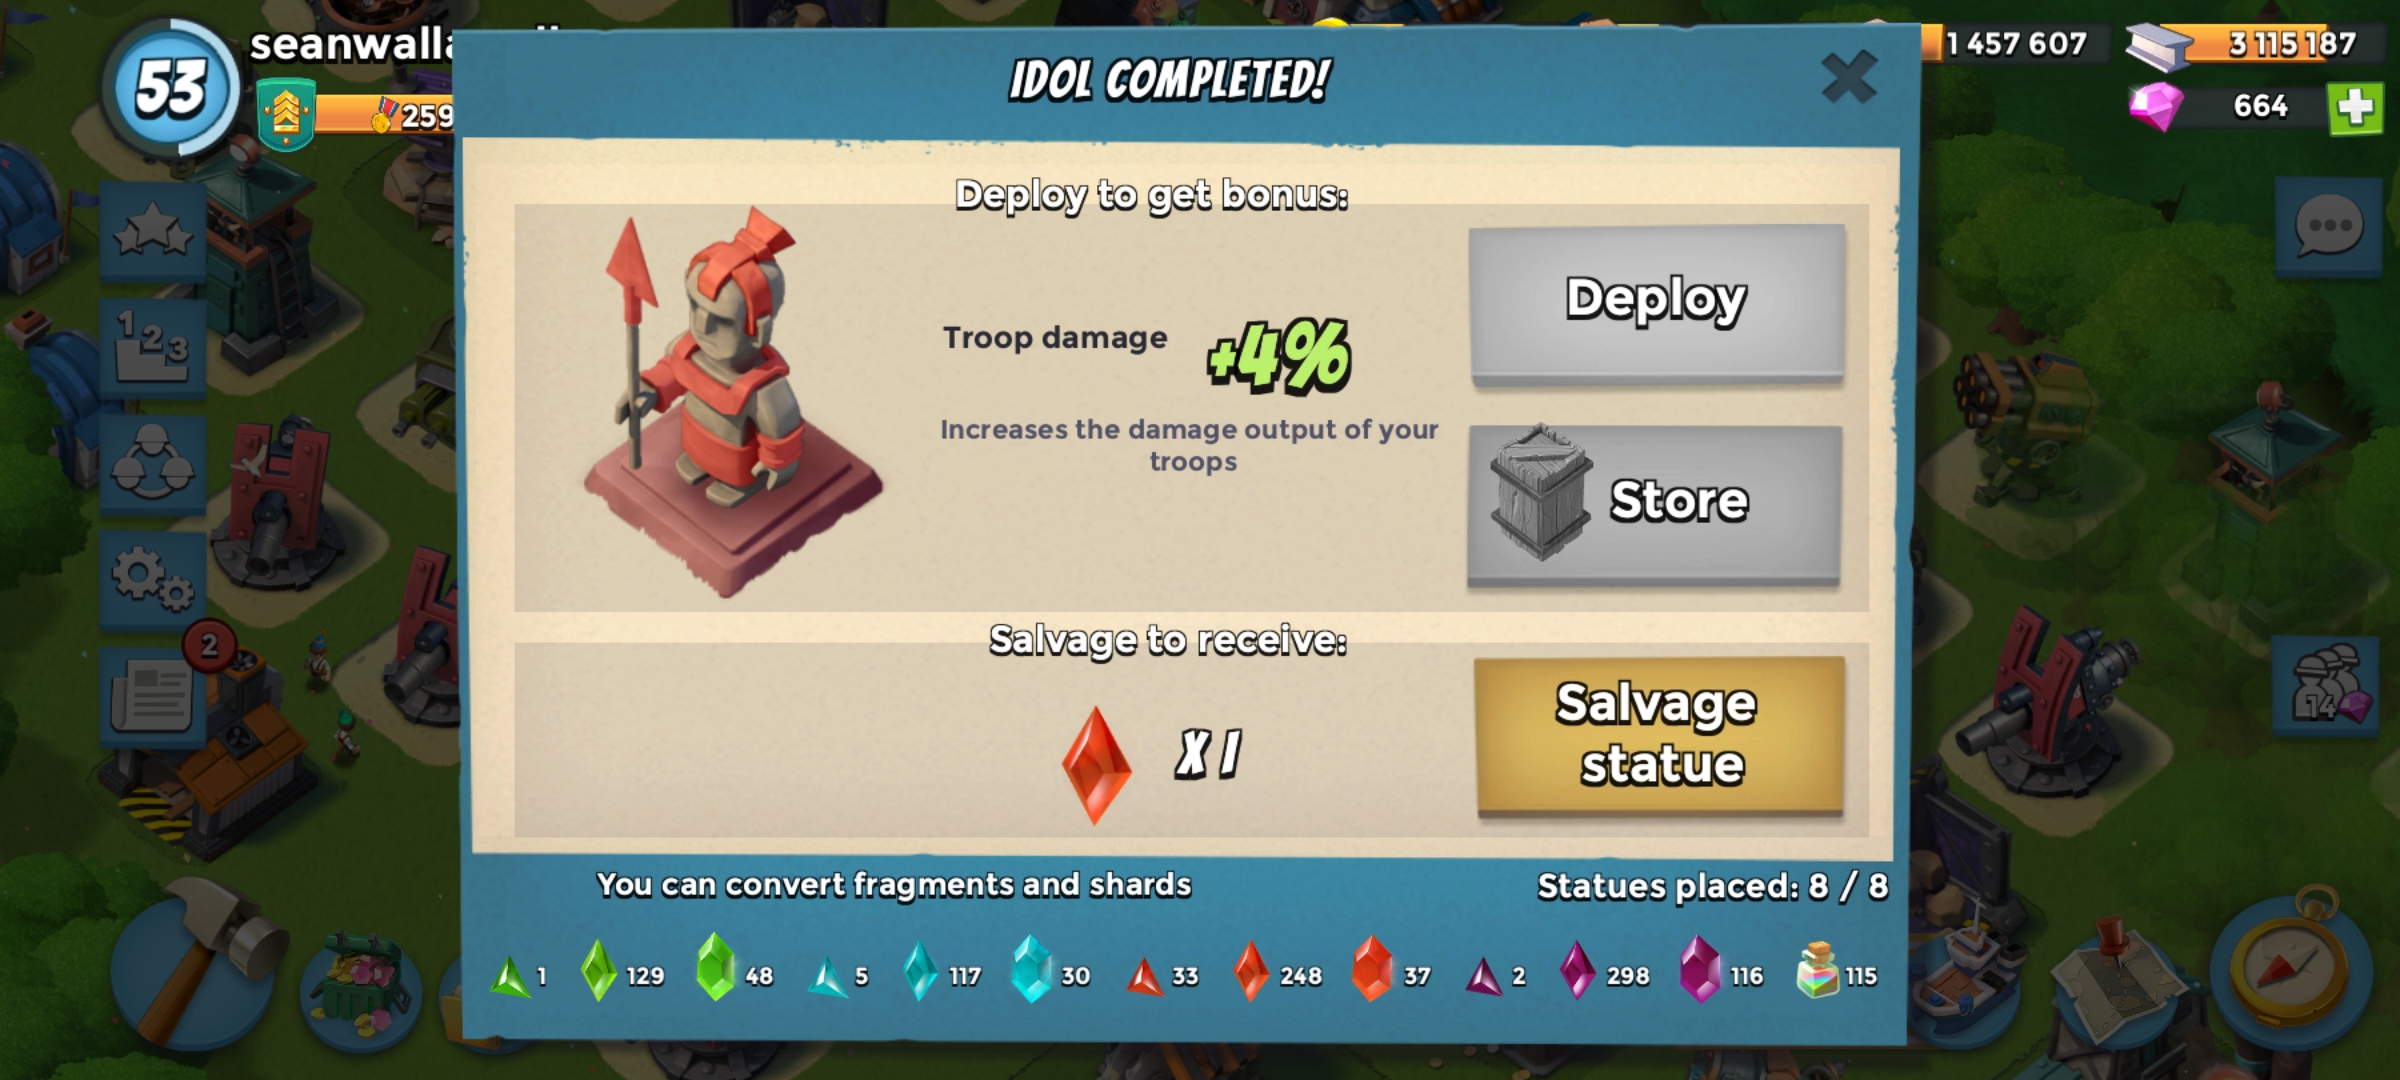 53
IDOL COMPLETED!
1 457 607
3 115 187
259
664
Deploy to get bonus:
Troop damage
+4%
Increases the damage output of your
troops
Deploy
Store
1 2 3
2
Salvage to receive:
X 1
Salvage
statue
14
You can convert fragments and shards
Statues placed: 8 / 8
1 129 48 5 117 30 33 248 37 2 298 116 115